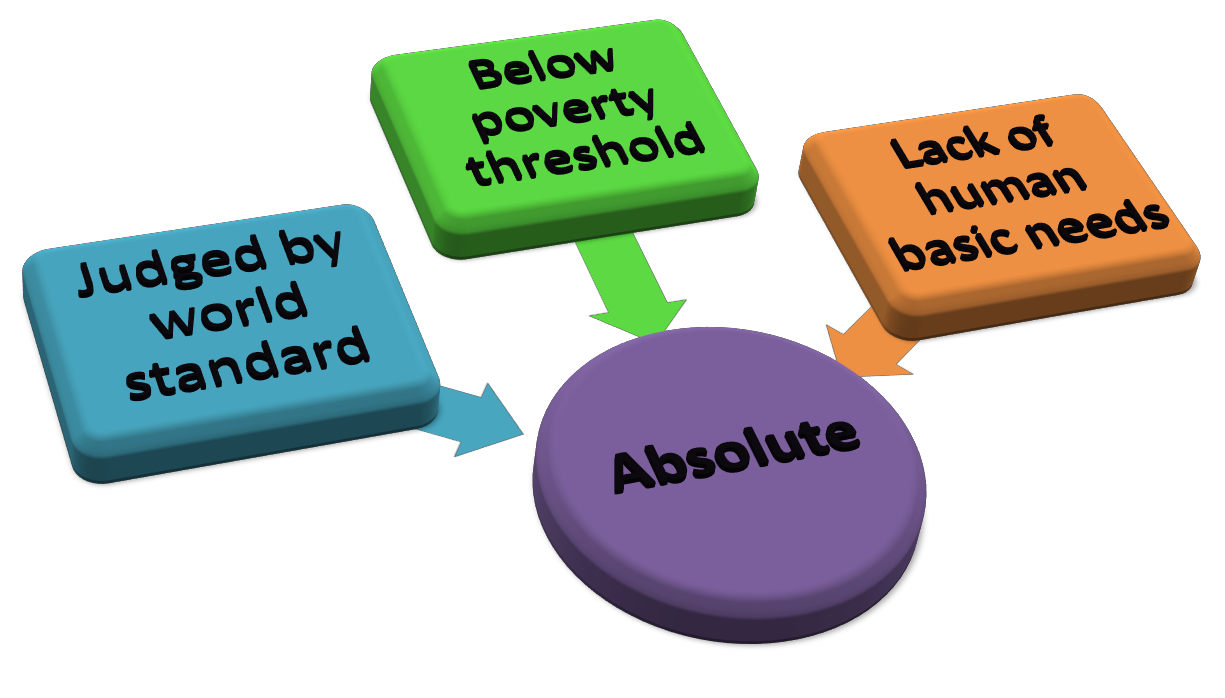 Judged by
world
standard
Below
poverty
threshold
Lack of
human
basic needs
Absolute